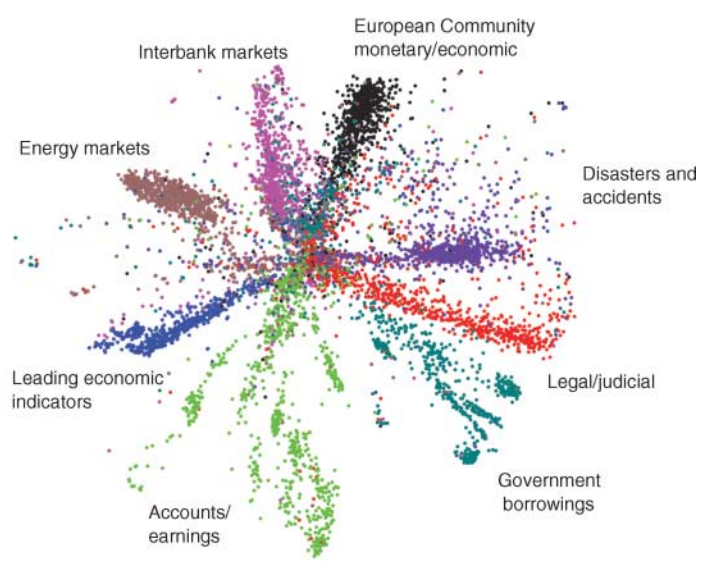 European Community
monetary/economic
Interbank markets
Energy markets
Disasters and
accidents
Leading economic
indicators
Legal/judicial
Government
borrowings
Accounts/
earnings